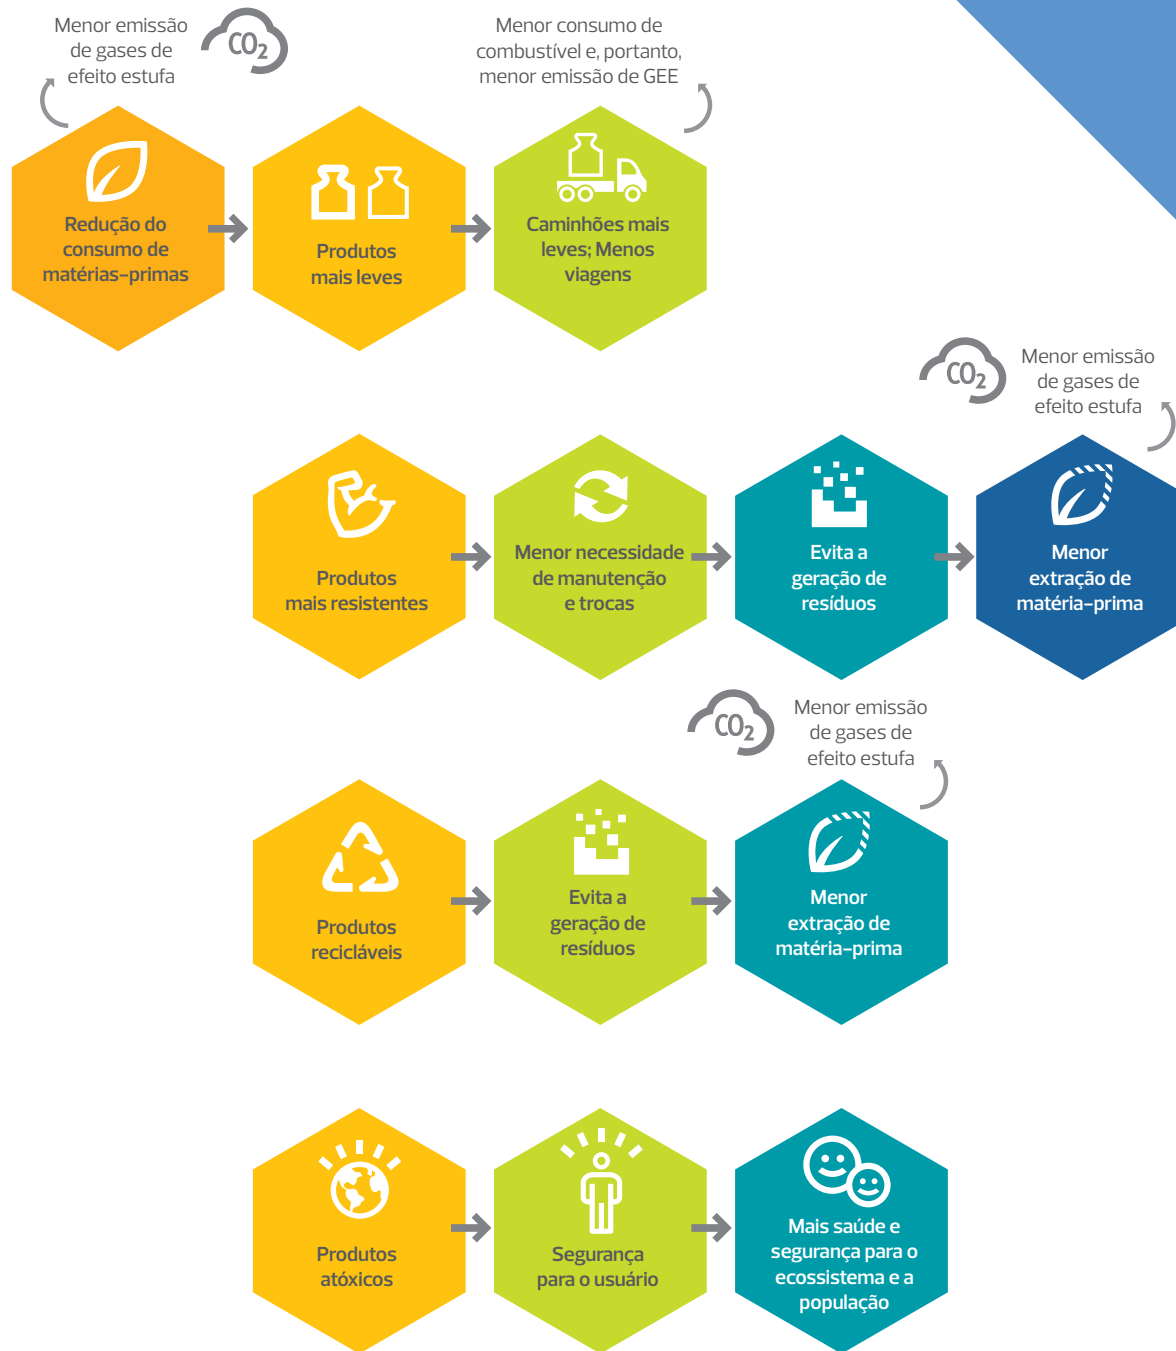 Menor emissão
de gases de
efeito estufa
CO2
Menor consumo de
combustível e, portanto,
menor emissão de GEE
Redução do
consumo de
matérias-primas
Produtos
mais leves
Caminhões mais
leves; Menos
viagens
CO2
Menor emissão
de gases de
efeito estufa
Produtos
mais resistentes
Menor necessidade
de manutenção
e trocas
Evita a
geração de
resíduos
Menor
extração de
matéria-prima
CO2
Menor emissão
de gases de
efeito estufa
Produtos
recicláveis
Evita a
geração de
resíduos
Menor
extração de
matéria-prima
Produtos
atóxicos
Segurança
para o usuário
Mais saúde e
segurança para o
ecossistema e a
população